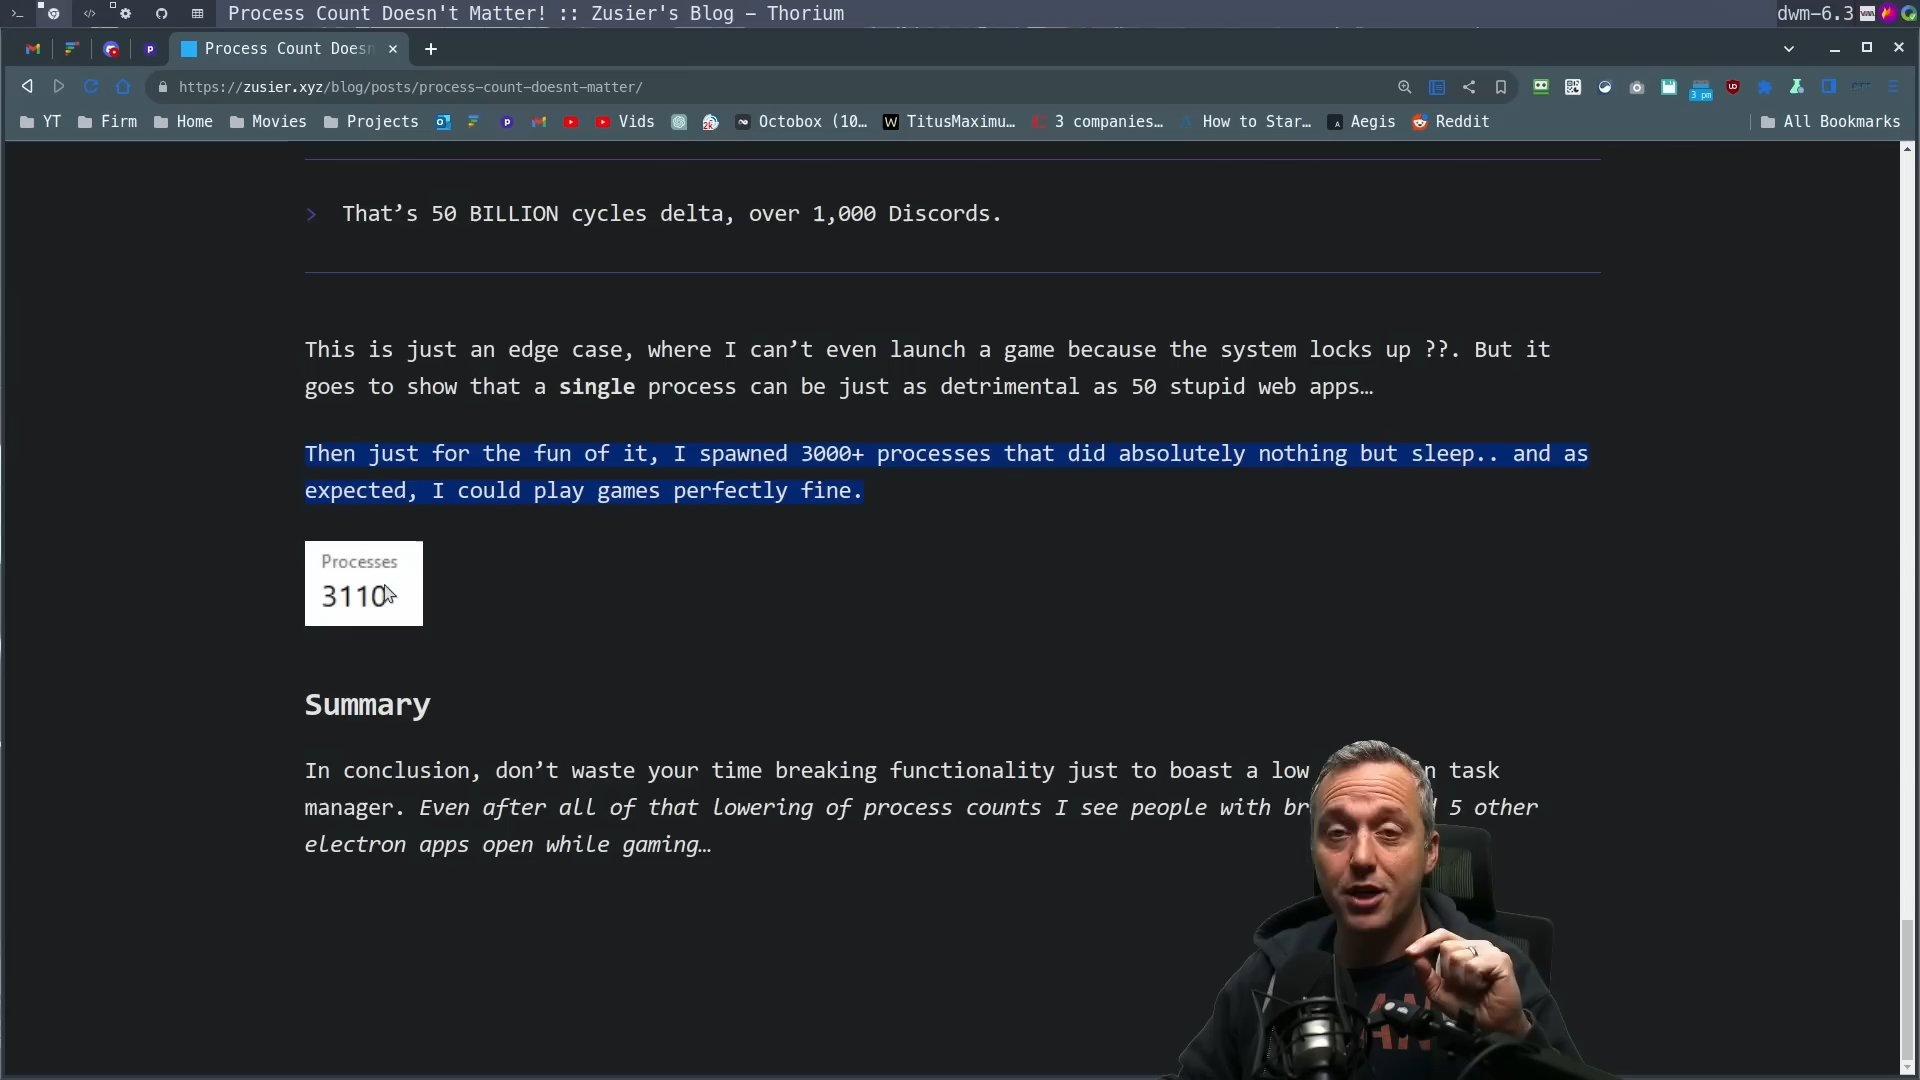 Process Count Doesn't Matter! :: Zusier's Blog – Thorium
dwm-6.3
Process Count Doesn
https://zusier.xyz/blog/posts/process-count-doesnt-matter/
3 pm
YT
Firm
Home
Movies
Projects
Vids
Octobox (10…
TitusMaximu…
3 companies…
How to Star…
Aegis
Reddit
All Bookmarks
> That’s 50 BILLION cycles delta, over 1,000 Discords.
This is just an edge case, where I can’t even launch a game because the system locks up ??. But it
goes to show that a single process can be just as detrimental as 50 stupid web apps…
Then just for the fun of it, I spawned 3000+ processes that did absolutely nothing but sleep.. and as
expected, I could play games perfectly fine.
Processes
3110
Summary
In conclusion, don’t waste your time breaking functionality just to boast a low n task
manager. Even after all of that lowering of process counts I see people with br 5 other
electron apps open while gaming…